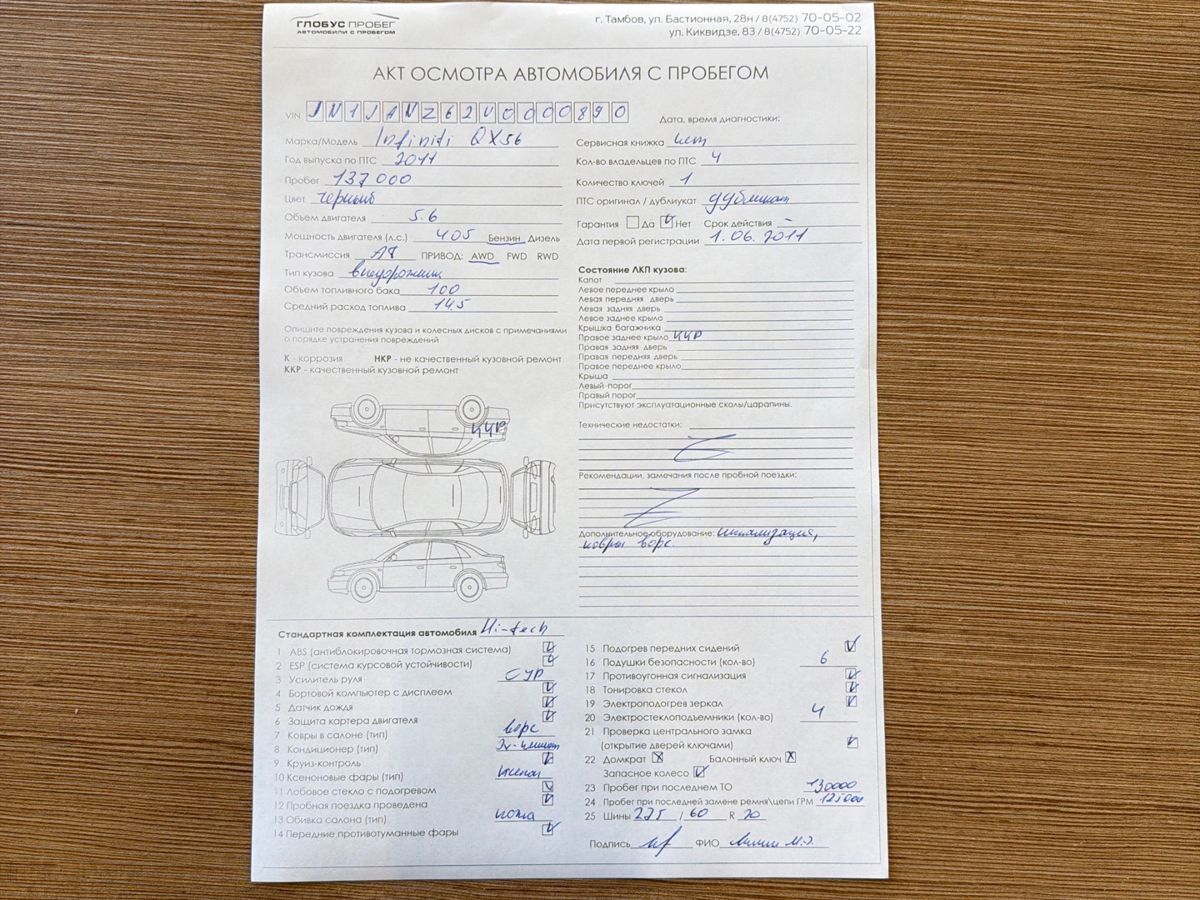 ГЛОБУС ПРОБЕГ
АВТОМОБИЛИ С ПРОБЕГОМ
г. Тамбов, ул. Бастионная, 28н / 8(4752) 70-05-02
ул. Киквидзе, 83 / 8(4752) 70-05-22
АКТ ОСМОТРА АВТОМОБИЛЯ С ПРОБЕГОМ
VIN JN1JANZ62U0000890
Дата, время диагностики:
Марка/Модель Infiniti QX56
Год выпуска по ПТС 2011
Пробег 137 000
Цвет черный
Объем двигателя 5.6
Мощность двигателя (л.с.) 405 Бензин Дизель
Трансмиссия А7 ПРИВОД: AWD FWD RWD
Тип кузова внедорожник
Объем топливного бака 100
Средний расход топлива 14.5
Сервисная книжка нет
Кол-во владельцев по ПТС 4
Количество ключей 1
ПТС оригинал / дубликат дубликат
Гарантия Да Нет Срок действия –
Дата первой регистрации 1.06.2011
Опишите повреждения кузова и колесных дисков с примечаниями
о порядке устранения повреждений
К - коррозия НКР - не качественный кузовной ремонт
ККР - качественный кузовной ремонт
ККР
Состояние ЛКП кузова:
Капот
Левое переднее крыло
Левая передняя дверь
Левая задняя дверь
Левое заднее крыло
Крышка багажника
Правое заднее крыло ККР
Правая задняя дверь
Правая передняя дверь
Правое переднее крыло
Крыша
Левый порог
Правый порог
Присутствуют эксплуатационные сколы/царапины.
Технические недостатки:
Рекомендации, замечания после пробной поездки:
Дополнительное оборудование: сигнализация,
ковры ворс.
Стандартная комплектация автомобиля Hi-tech
1 ABS (антиблокировочная тормозная система)
2 ESP (система курсовой устойчивости)
3 Усилитель руля ГУР
4 Бортовой компьютер с дисплеем
5 Датчик дождя
6 Защита картера двигателя
7 Ковры в салоне (тип) ворс
8 Кондиционер (тип)
9 Круиз-контроль
10 Ксеноновые фары (тип) ксенон
11 Лобовое стекло с подогревом
12 Пробная поездка проведена
13 Обивка салона (тип) кожа
14 Передние противотуманные фары
15 Подогрев передних сидений
16 Подушки безопасности (кол-во) 6
17 Противоугонная сигнализация
18 Тонировка стекол
19 Электроподогрев зеркал
20 Электростеклоподъемники (кол-во) 4
21 Проверка центрального замка
(открытие дверей ключами)
22 Домкрат Балонный ключ
Запасное колесо
23 Пробег при последнем ТО 130000
24 Пробег при последней замене ремня\цепи ГРМ 125000
25 Шины 275 / 60 R 20
Подпись ФИО